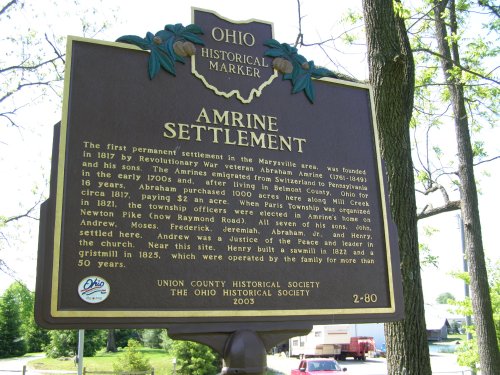 OHIO
HISTORICAL
MARKER
AMRINE
SETTLEMENT
The first permanent settlement in the Marysville area, was founded
in 1817 by Revolutionary War veteran Abraham Amrine (1761-1849)
and his sons. The Amrines emigrated from Switzerland to Pennsylvania
in the early 1700s and, after living in Belmont County, Ohio for
16 years, Abraham purchased 1000 acres here along Mill Creek
circa 1817, paying $2 an acre. When Paris Township was organized
in 1821, the township officers were elected in Amrine's home on
Newton Pike (now Raymond Road). All seven of his sons, John,
Andrew, Moses, Frederick, Jeremiah, Abraham, Jr., and Henry,
settled here. Andrew was a Justice of the Peace and leader in
the church. Near this site, Henry built a sawmill in 1822 and a
gristmill in 1825, which were operated by the family for more than
50 years.
Ohio
UNION COUNTY HISTORICAL SOCIETY
THE OHIO HISTORICAL SOCIETY
2003
2-80